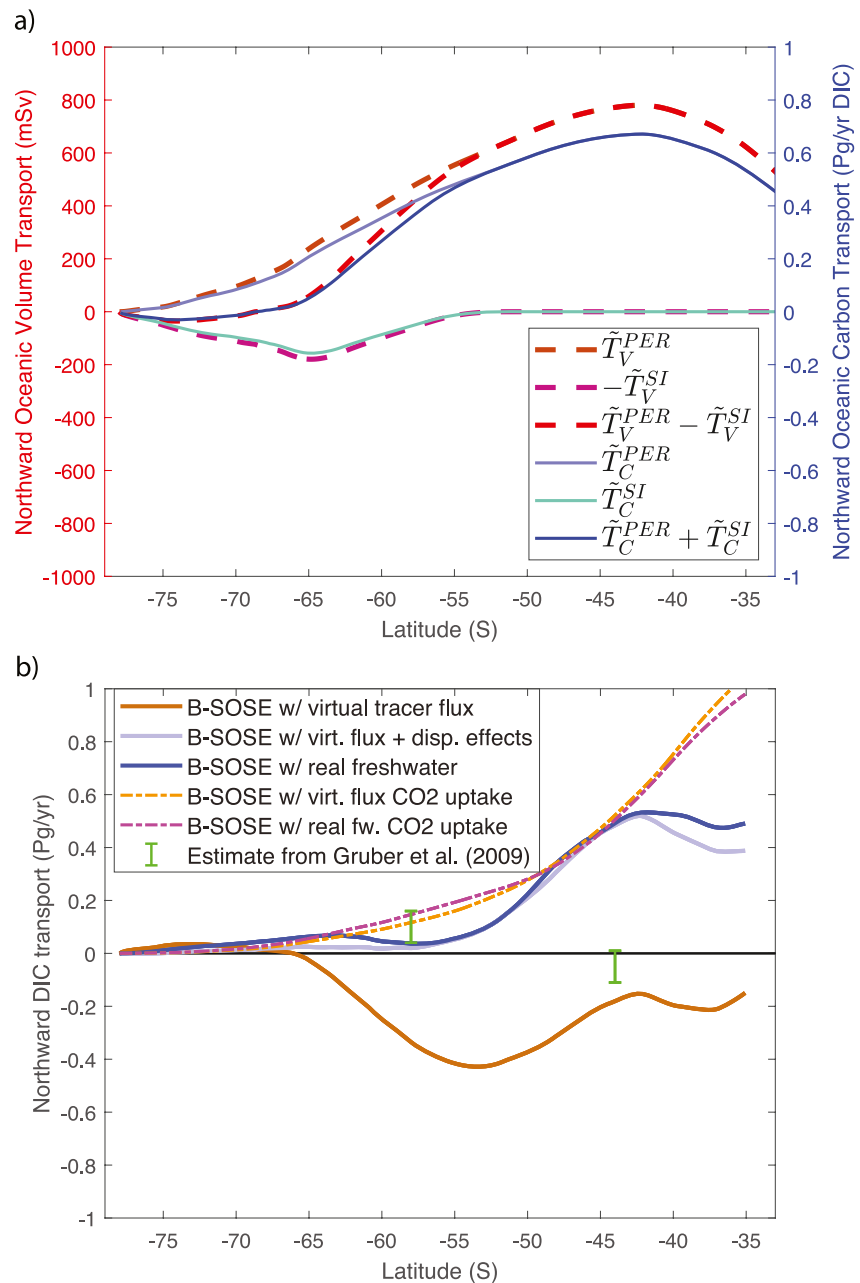 a)
Northward Oceanic Volume Transport (mSv)
1000
800
600
400
200
0
-200
-400
-600
-800
-1000
Northward Oceanic Carbon Transport (Pg/yr DIC)
1
0.8
0.6
0.4
0.2
0
-0.2
-0.4
-0.6
-0.8
-1
T̃_V^PER
-T̃_V^SI
T̃_V^PER - T̃_V^SI
T̃_C^PER
T̃_C^SI
T̃_C^PER + T̃_C^SI
-75 -70 -65 -60 -55 -50 -45 -40 -35
Latitude (S)
b)
Northward DIC transport (Pg/yr)
1
0.8
0.6
0.4
0.2
0
-0.2
-0.4
-0.6
-0.8
-1
B-SOSE w/ virtual tracer flux
B-SOSE w/ virt. flux + disp. effects
B-SOSE w/ real freshwater
B-SOSE w/ virt. flux CO2 uptake
B-SOSE w/ real fw. CO2 uptake
Estimate from Gruber et al. (2009)
-75 -70 -65 -60 -55 -50 -45 -40 -35
Latitude (S)